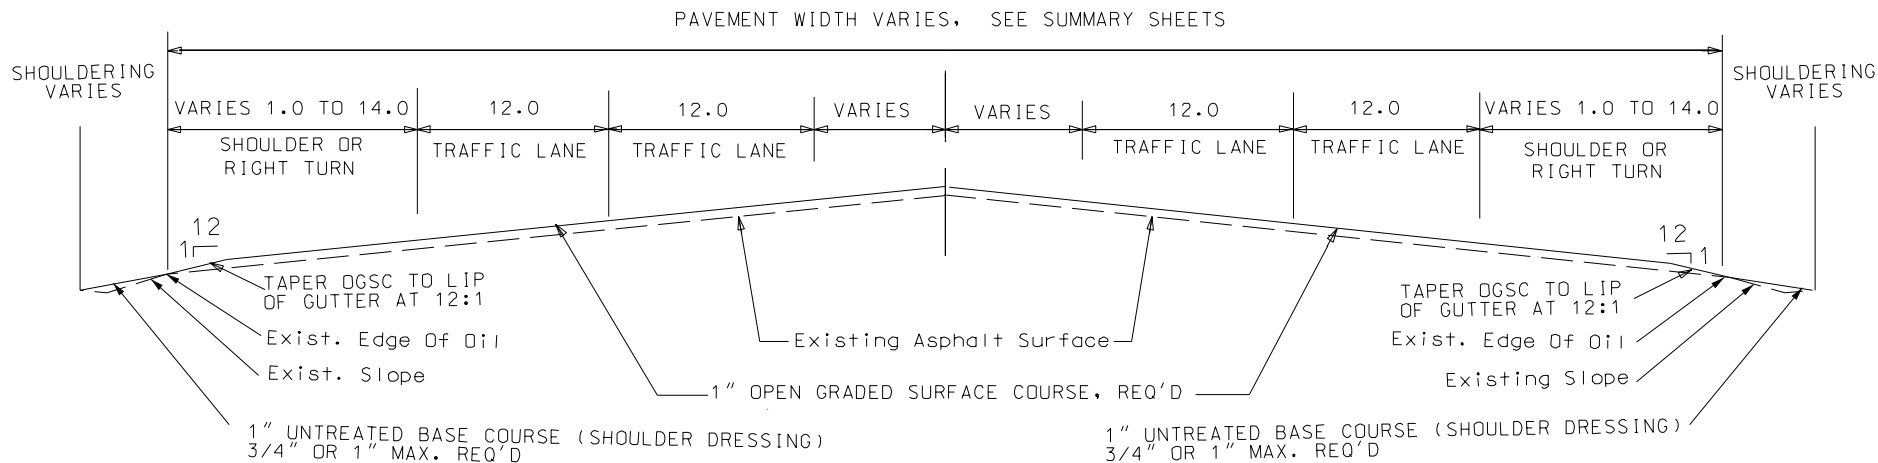 PAVEMENT WIDTH VARIES, SEE SUMMARY SHEETS
SHOULDERING
VARIES
SHOULDERING
VARIES
VARIES 1.0 TO 14.0
12.0
12.0
VARIES
VARIES
12.0
12.0
VARIES 1.0 TO 14.0
SHOULDER OR
RIGHT TURN
TRAFFIC LANE
TRAFFIC LANE
TRAFFIC LANE
TRAFFIC LANE
SHOULDER OR
RIGHT TURN
12
1
12
1
TAPER OGSC TO LIP
OF GUTTER AT 12:1
TAPER OGSC TO LIP
OF GUTTER AT 12:1
Exist. Edge Of Oil
Existing Asphalt Surface
Exist. Edge Of Oil
Exist. Slope
Existing Slope
1" OPEN GRADED SURFACE COURSE, REQ'D
1" UNTREATED BASE COURSE (SHOULDER DRESSING)
3/4" OR 1" MAX. REQ'D
1" UNTREATED BASE COURSE (SHOULDER DRESSING)
3/4" OR 1" MAX. REQ'D